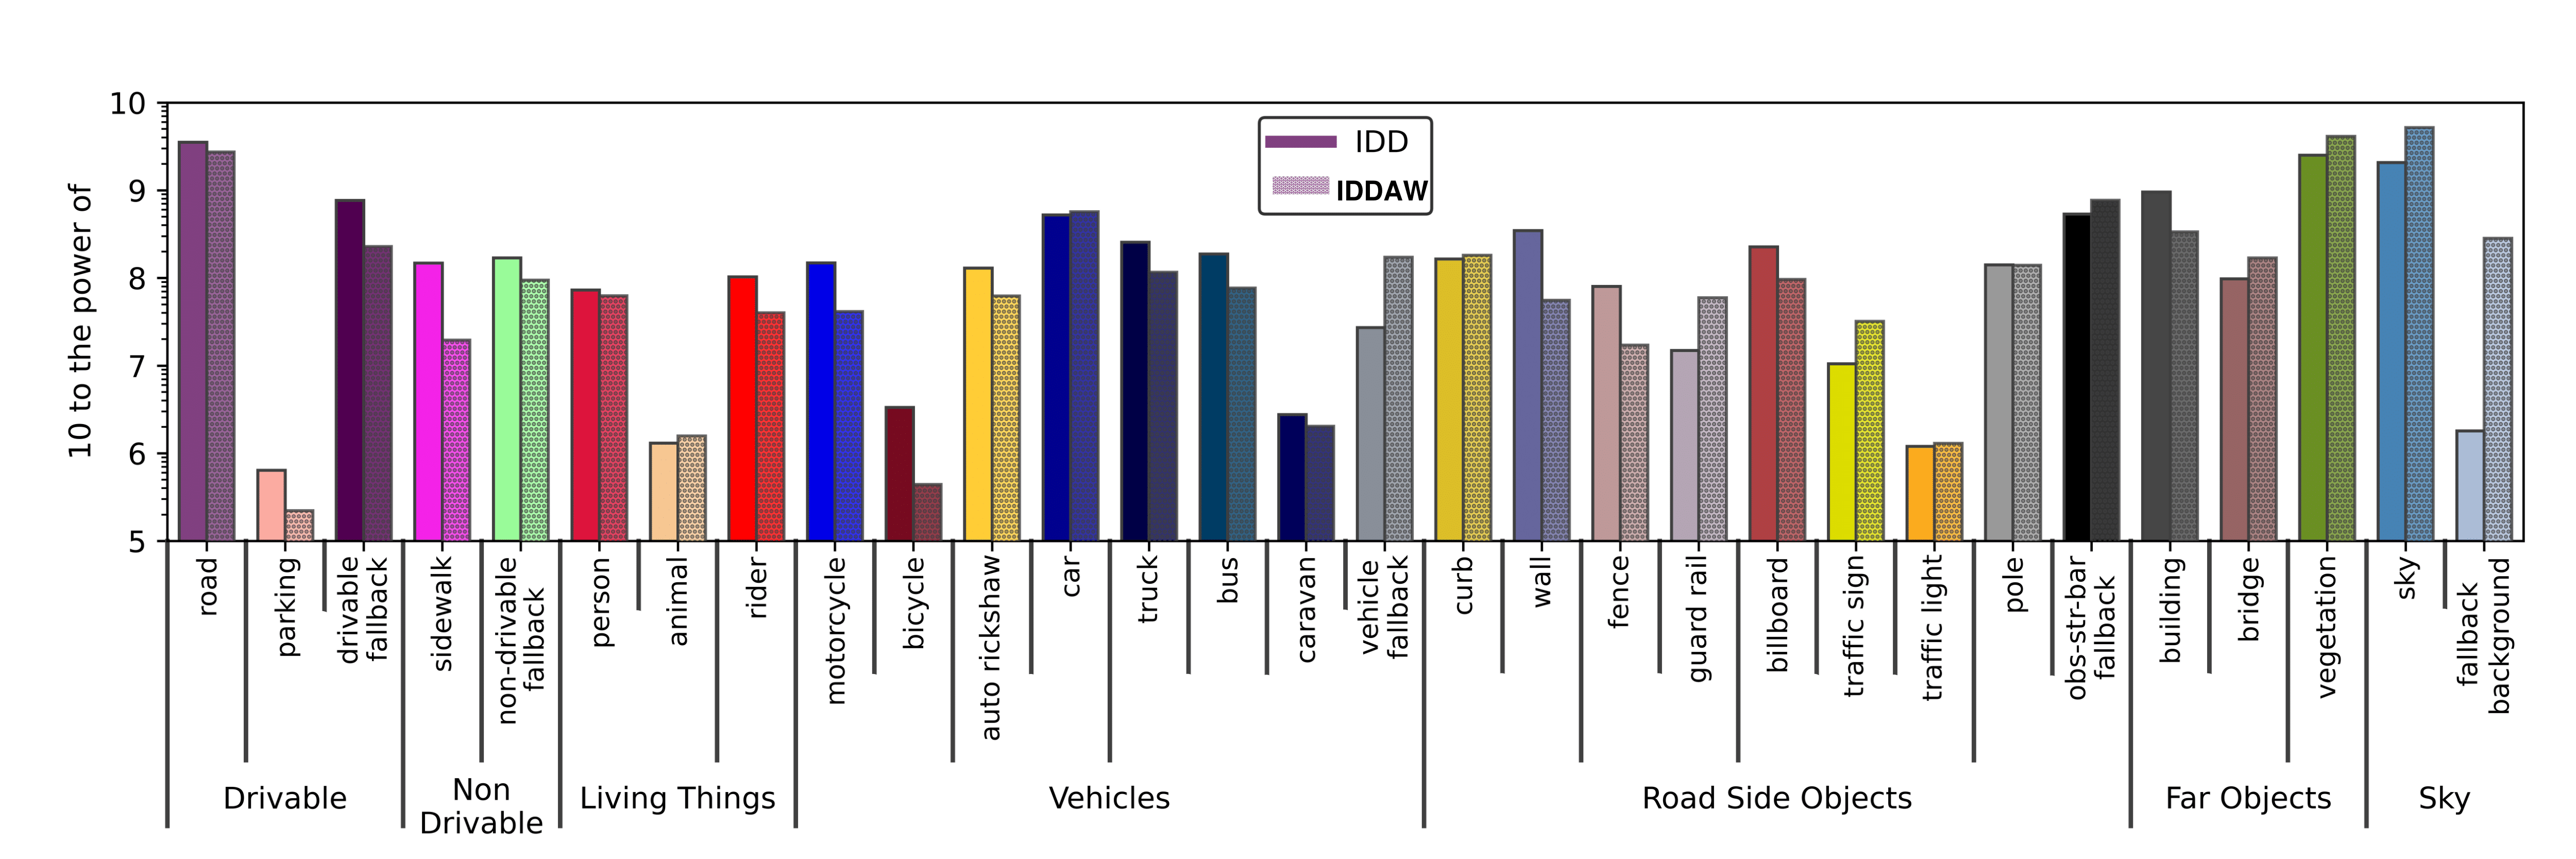 10
9
8
7
6
5
10 to the power of
IDD
IDDAW
road
parking
drivable
fallback
sidewalk
non-drivable
fallback
person
animal
rider
motorcycle
bicycle
auto rickshaw
car
truck
bus
caravan
vehicle
fallback
curb
wall
fence
guard rail
billboard
traffic sign
traffic light
pole
obs-str-bar
fallback
building
bridge
vegetation
sky
fallback
background
Drivable
Non
Drivable
Living Things
Vehicles
Road Side Objects
Far Objects
Sky